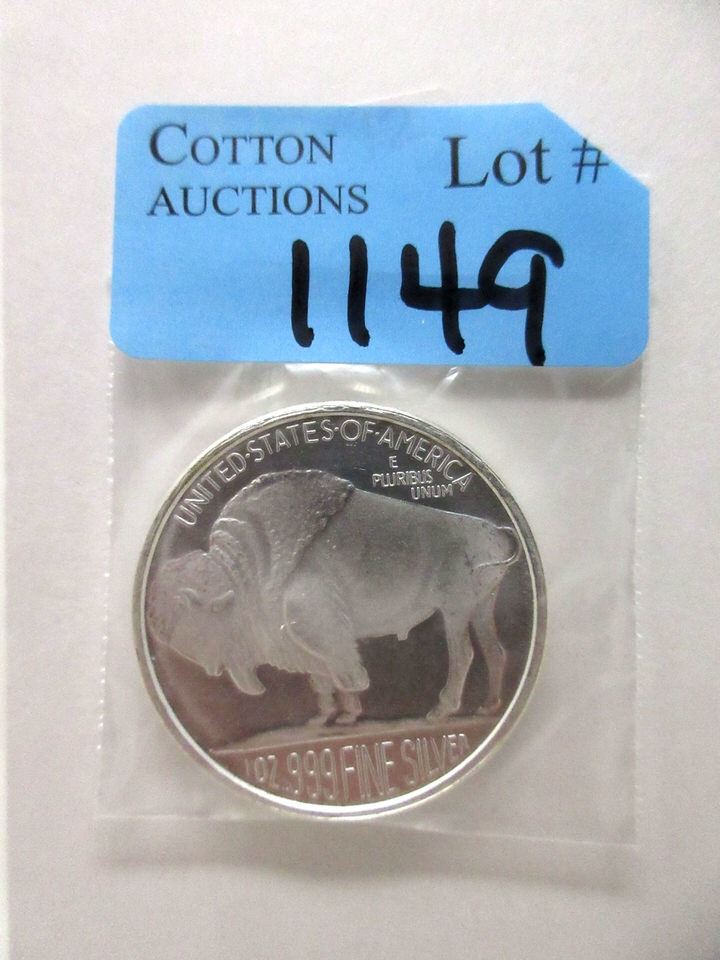 COTTON
AUCTIONS
Lot #
1149
UNITED·STATES·OF·AMERICA
E
PLURIBUS
UNUM
1 OZ. .999 FINE SILVER